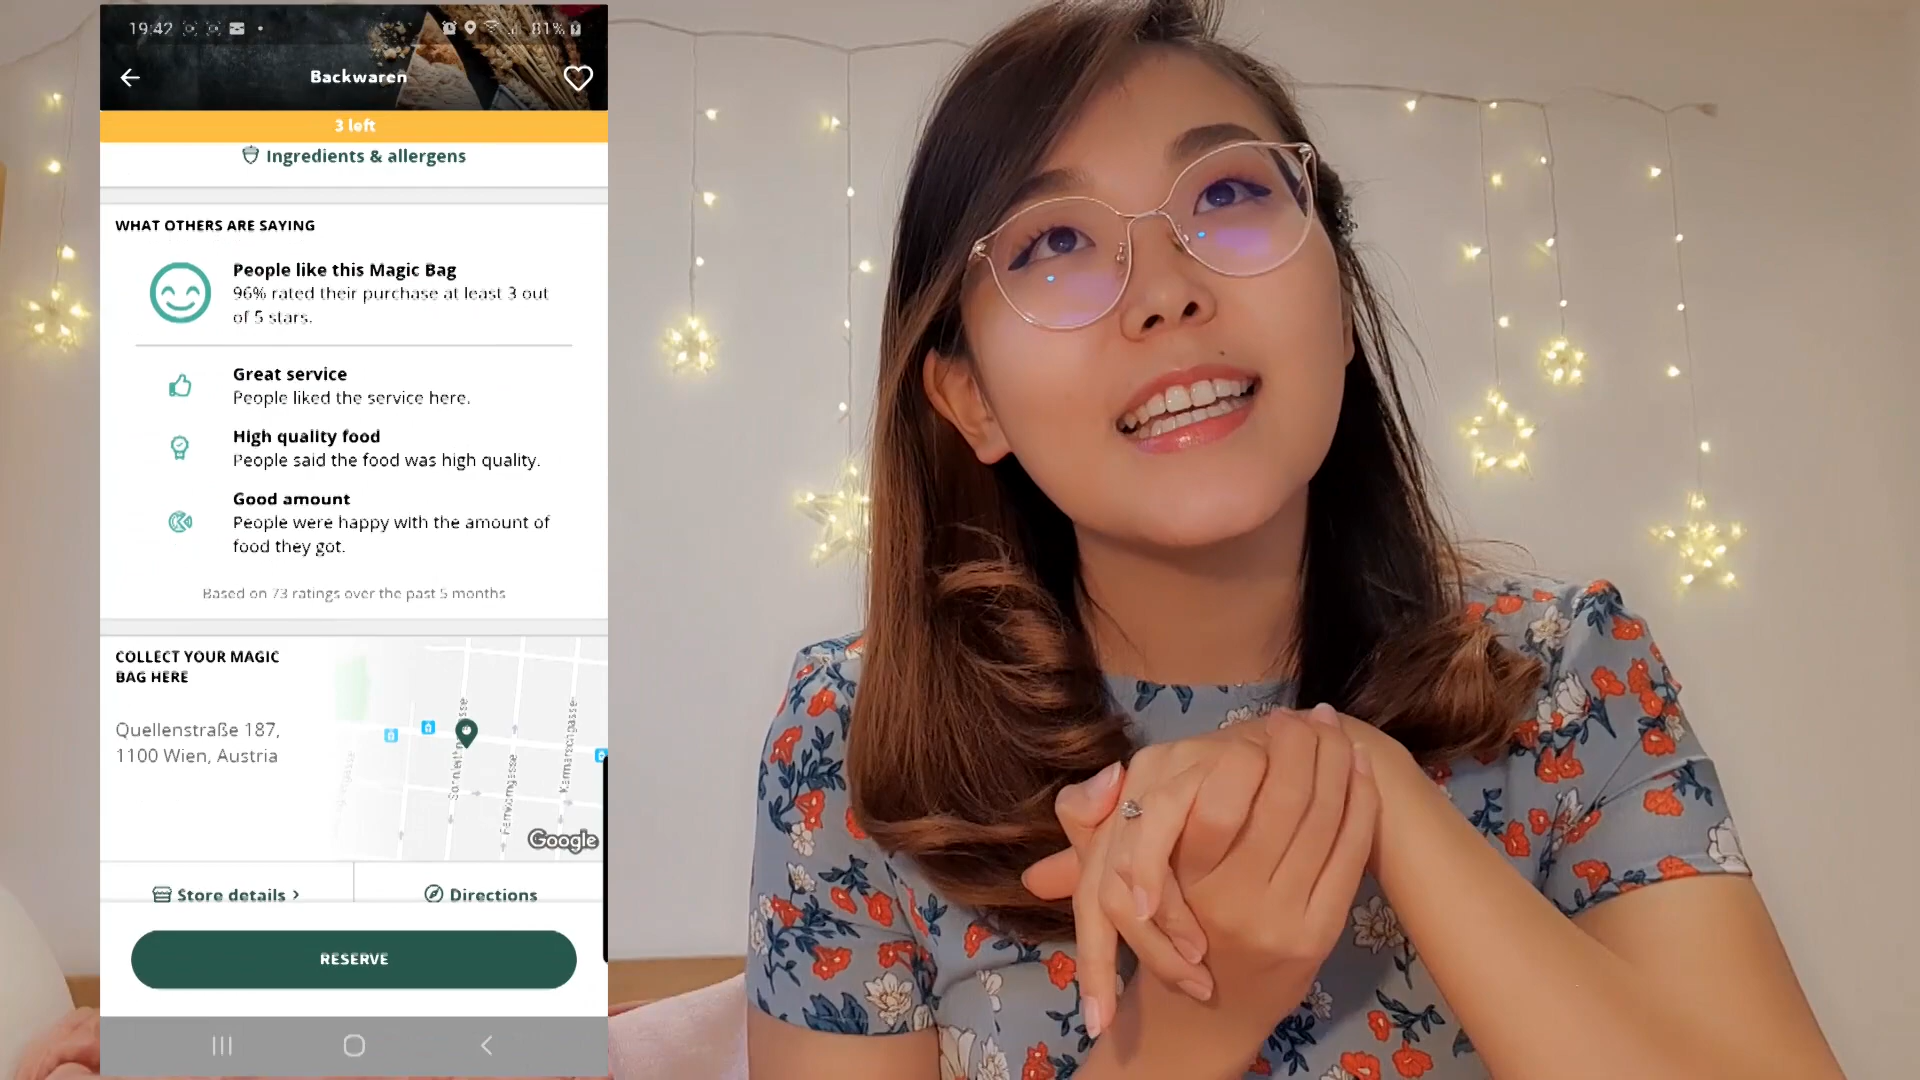 19:42
81%
Backwaren
3 left
Ingredients & allergens
WHAT OTHERS ARE SAYING
People like this Magic Bag
96% rated their purchase at least 3 out
of 5 stars.
Great service
People liked the service here.
High quality food
People said the food was high quality.
Good amount
People were happy with the amount of
food they got.
Based on 73 ratings over the past 5 months
COLLECT YOUR MAGIC
BAG HERE
Quellenstraße 187,
1100 Wien, Austria
Google
Store details >
Directions
RESERVE